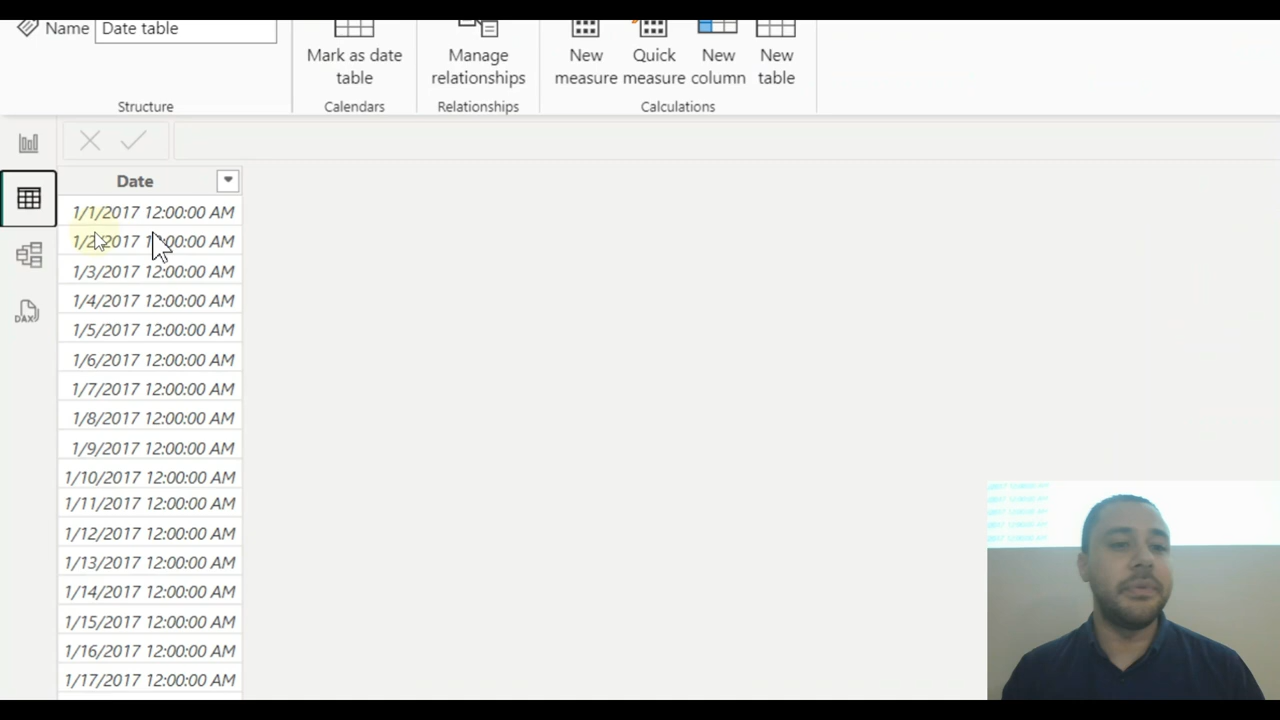 Name Date table
Mark as date table
Manage relationships
New measure
Quick measure
New column
New table
Structure
Calendars
Relationships
Calculations
DAX
Date
1/1/2017 12:00:00 AM
1/3/2017 12:00:00 AM
1/4/2017 12:00:00 AM
1/5/2017 12:00:00 AM
1/6/2017 12:00:00 AM
1/7/2017 12:00:00 AM
1/8/2017 12:00:00 AM
1/9/2017 12:00:00 AM
1/10/2017 12:00:00 AM
1/11/2017 12:00:00 AM
1/12/2017 12:00:00 AM
1/13/2017 12:00:00 AM
1/14/2017 12:00:00 AM
1/15/2017 12:00:00 AM
1/16/2017 12:00:00 AM
1/17/2017 12:00:00 AM